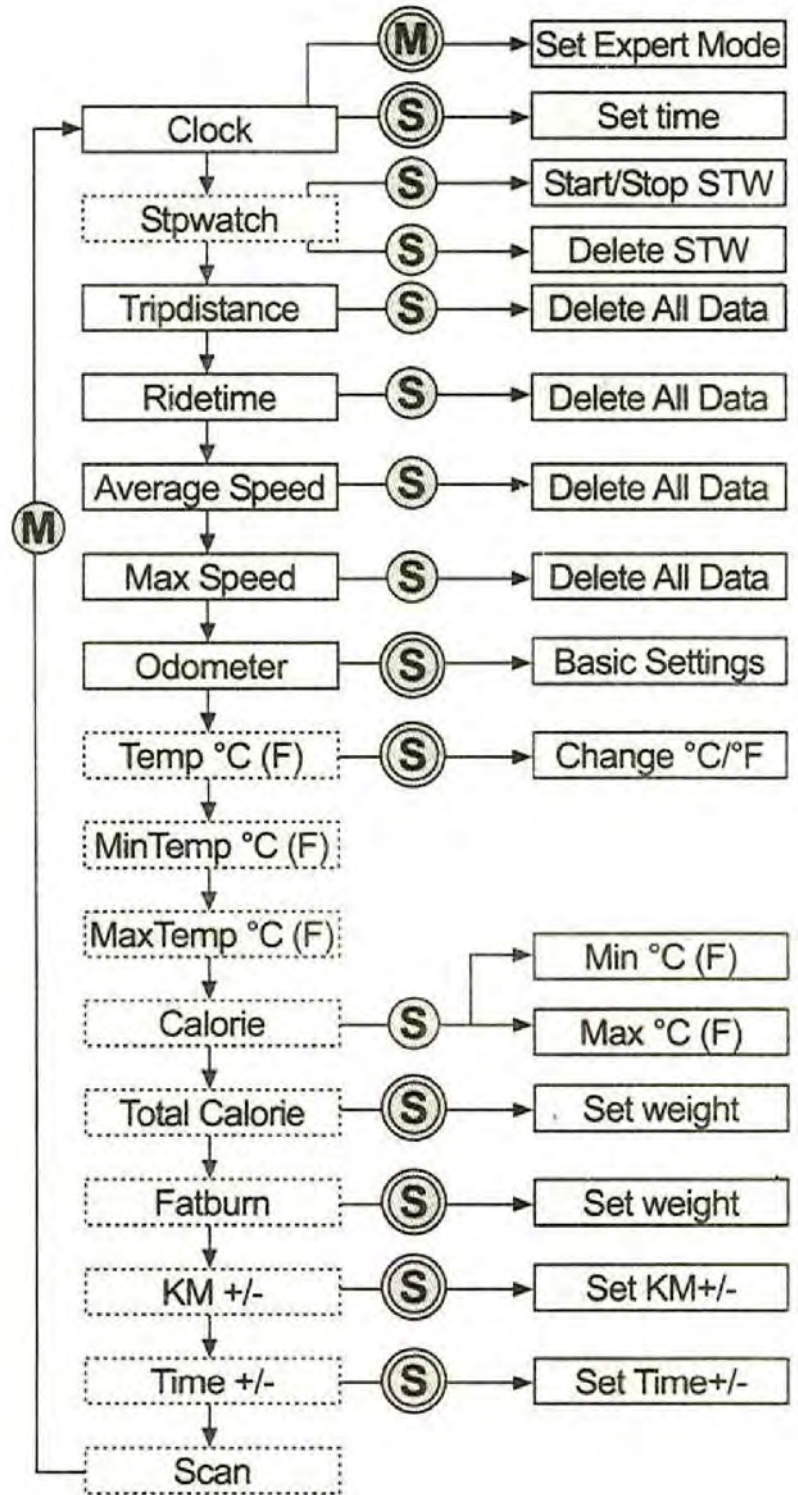 M Set Expert Mode
Clock S Set time
Stpwatch S Start/Stop STW
S Delete STW
Tripdistance S Delete All Data
Ridetime S Delete All Data
Average Speed S Delete All Data
M
Max Speed S Delete All Data
Odometer S Basic Settings
Temp °C (F) S Change °C/°F
MinTemp °C (F)
MaxTemp °C (F)
Min °C (F)
Calorie S Max °C (F)
Total Calorie S Set weight
Fatburn S Set weight
KM +/- S Set KM+/-
Time +/- S Set Time+/-
Scan